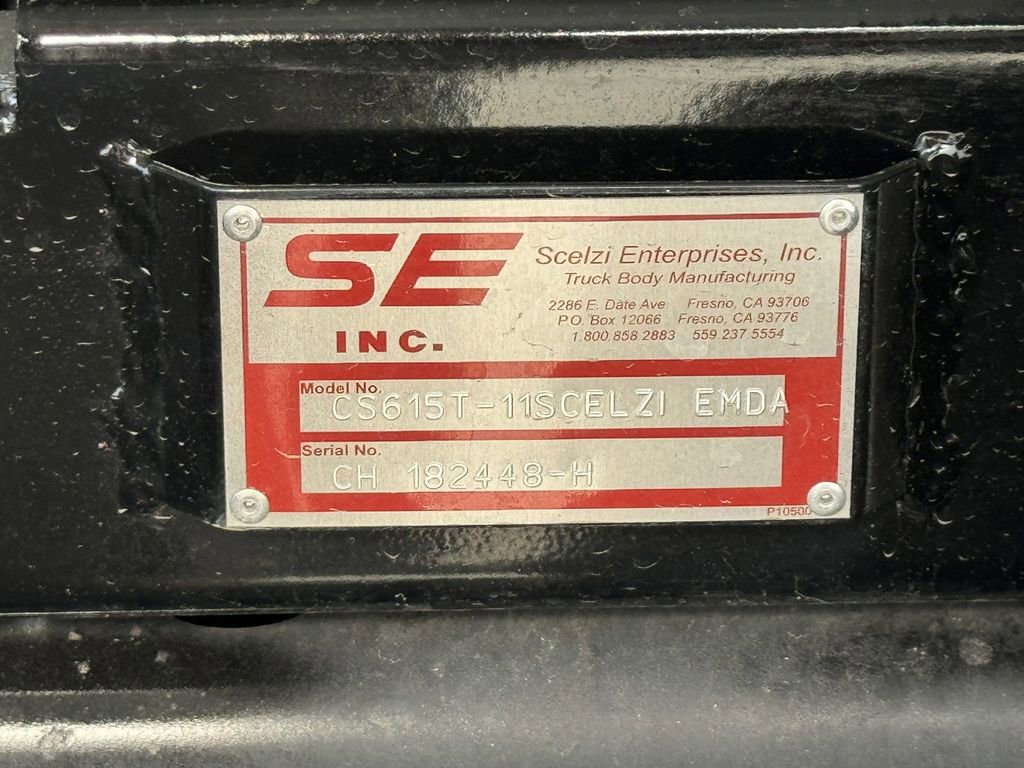 SE
INC.
Scelzi Enterprises, Inc.
Truck Body Manufacturing
2286 E. Date Ave. Fresno, CA 93706
P.O. Box 12066 Fresno, CA 93776
1.800.858.2883 559.237.5554
Model No.
CS615T-11SCELZI EMDA
Serial No.
CH 182448-H
P10500